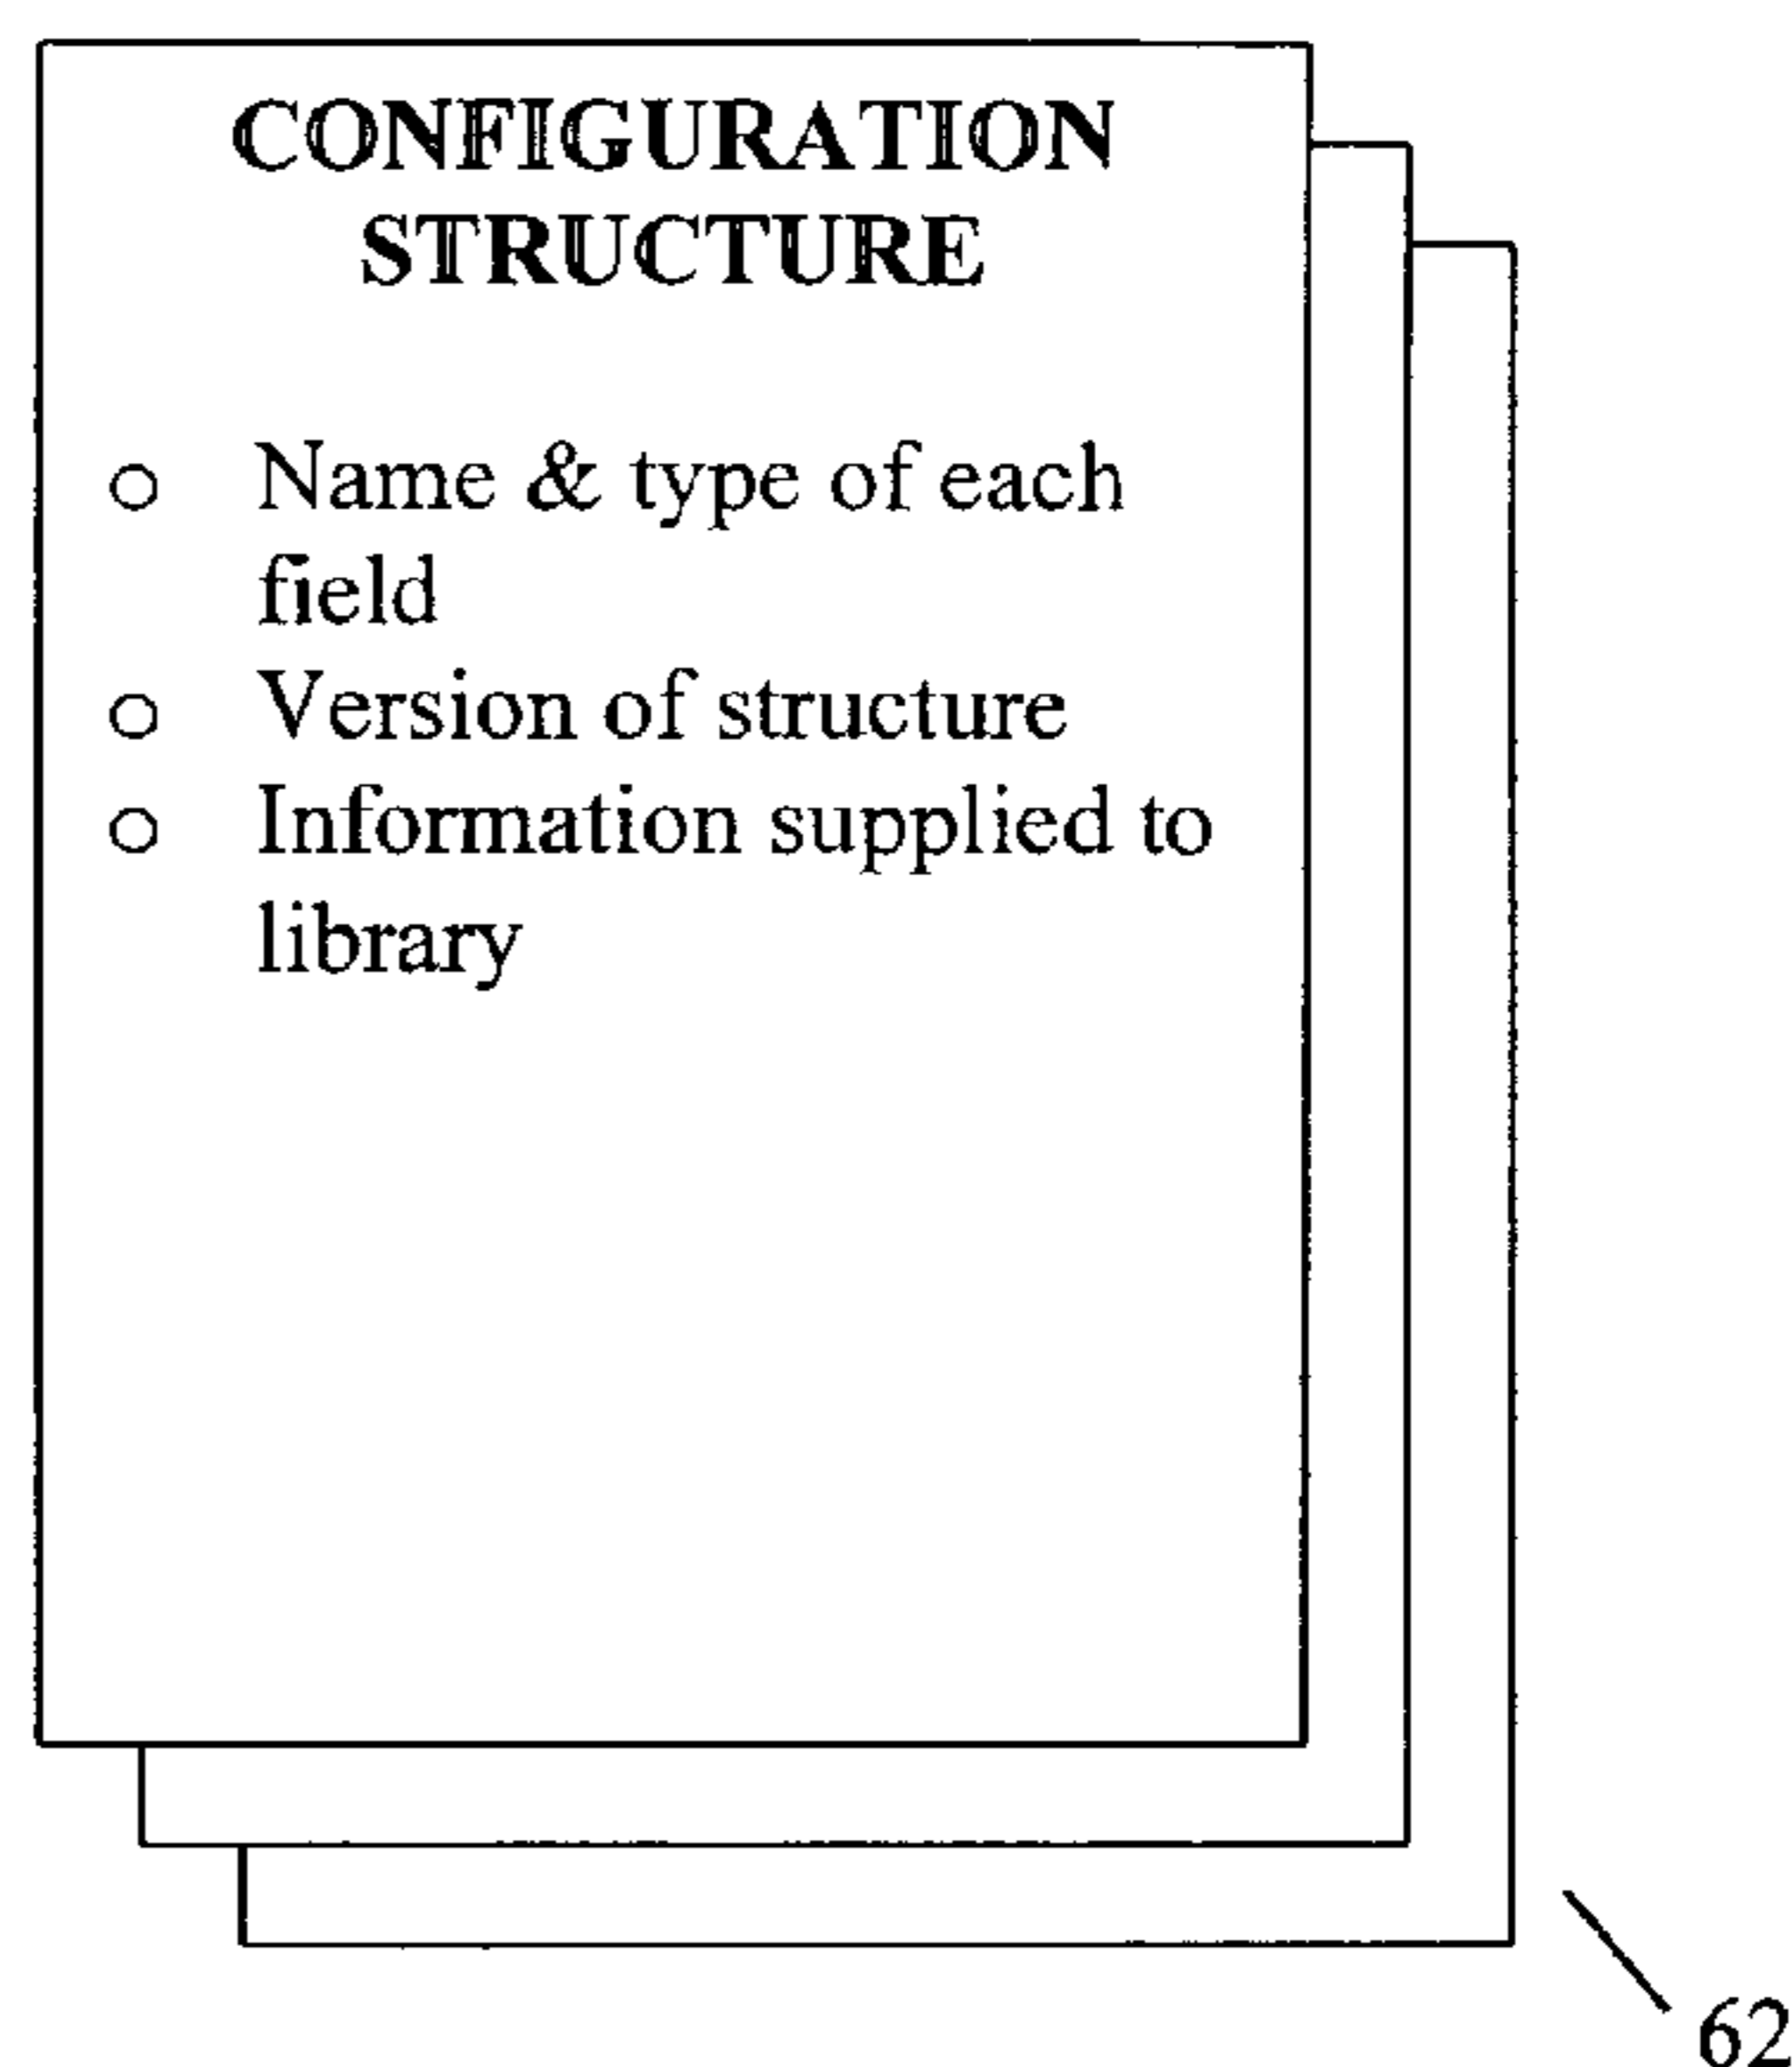 CONFIGURATION
STRUCTURE
○ Name & type of each
field
○ Version of structure
○ Information supplied to
library
62